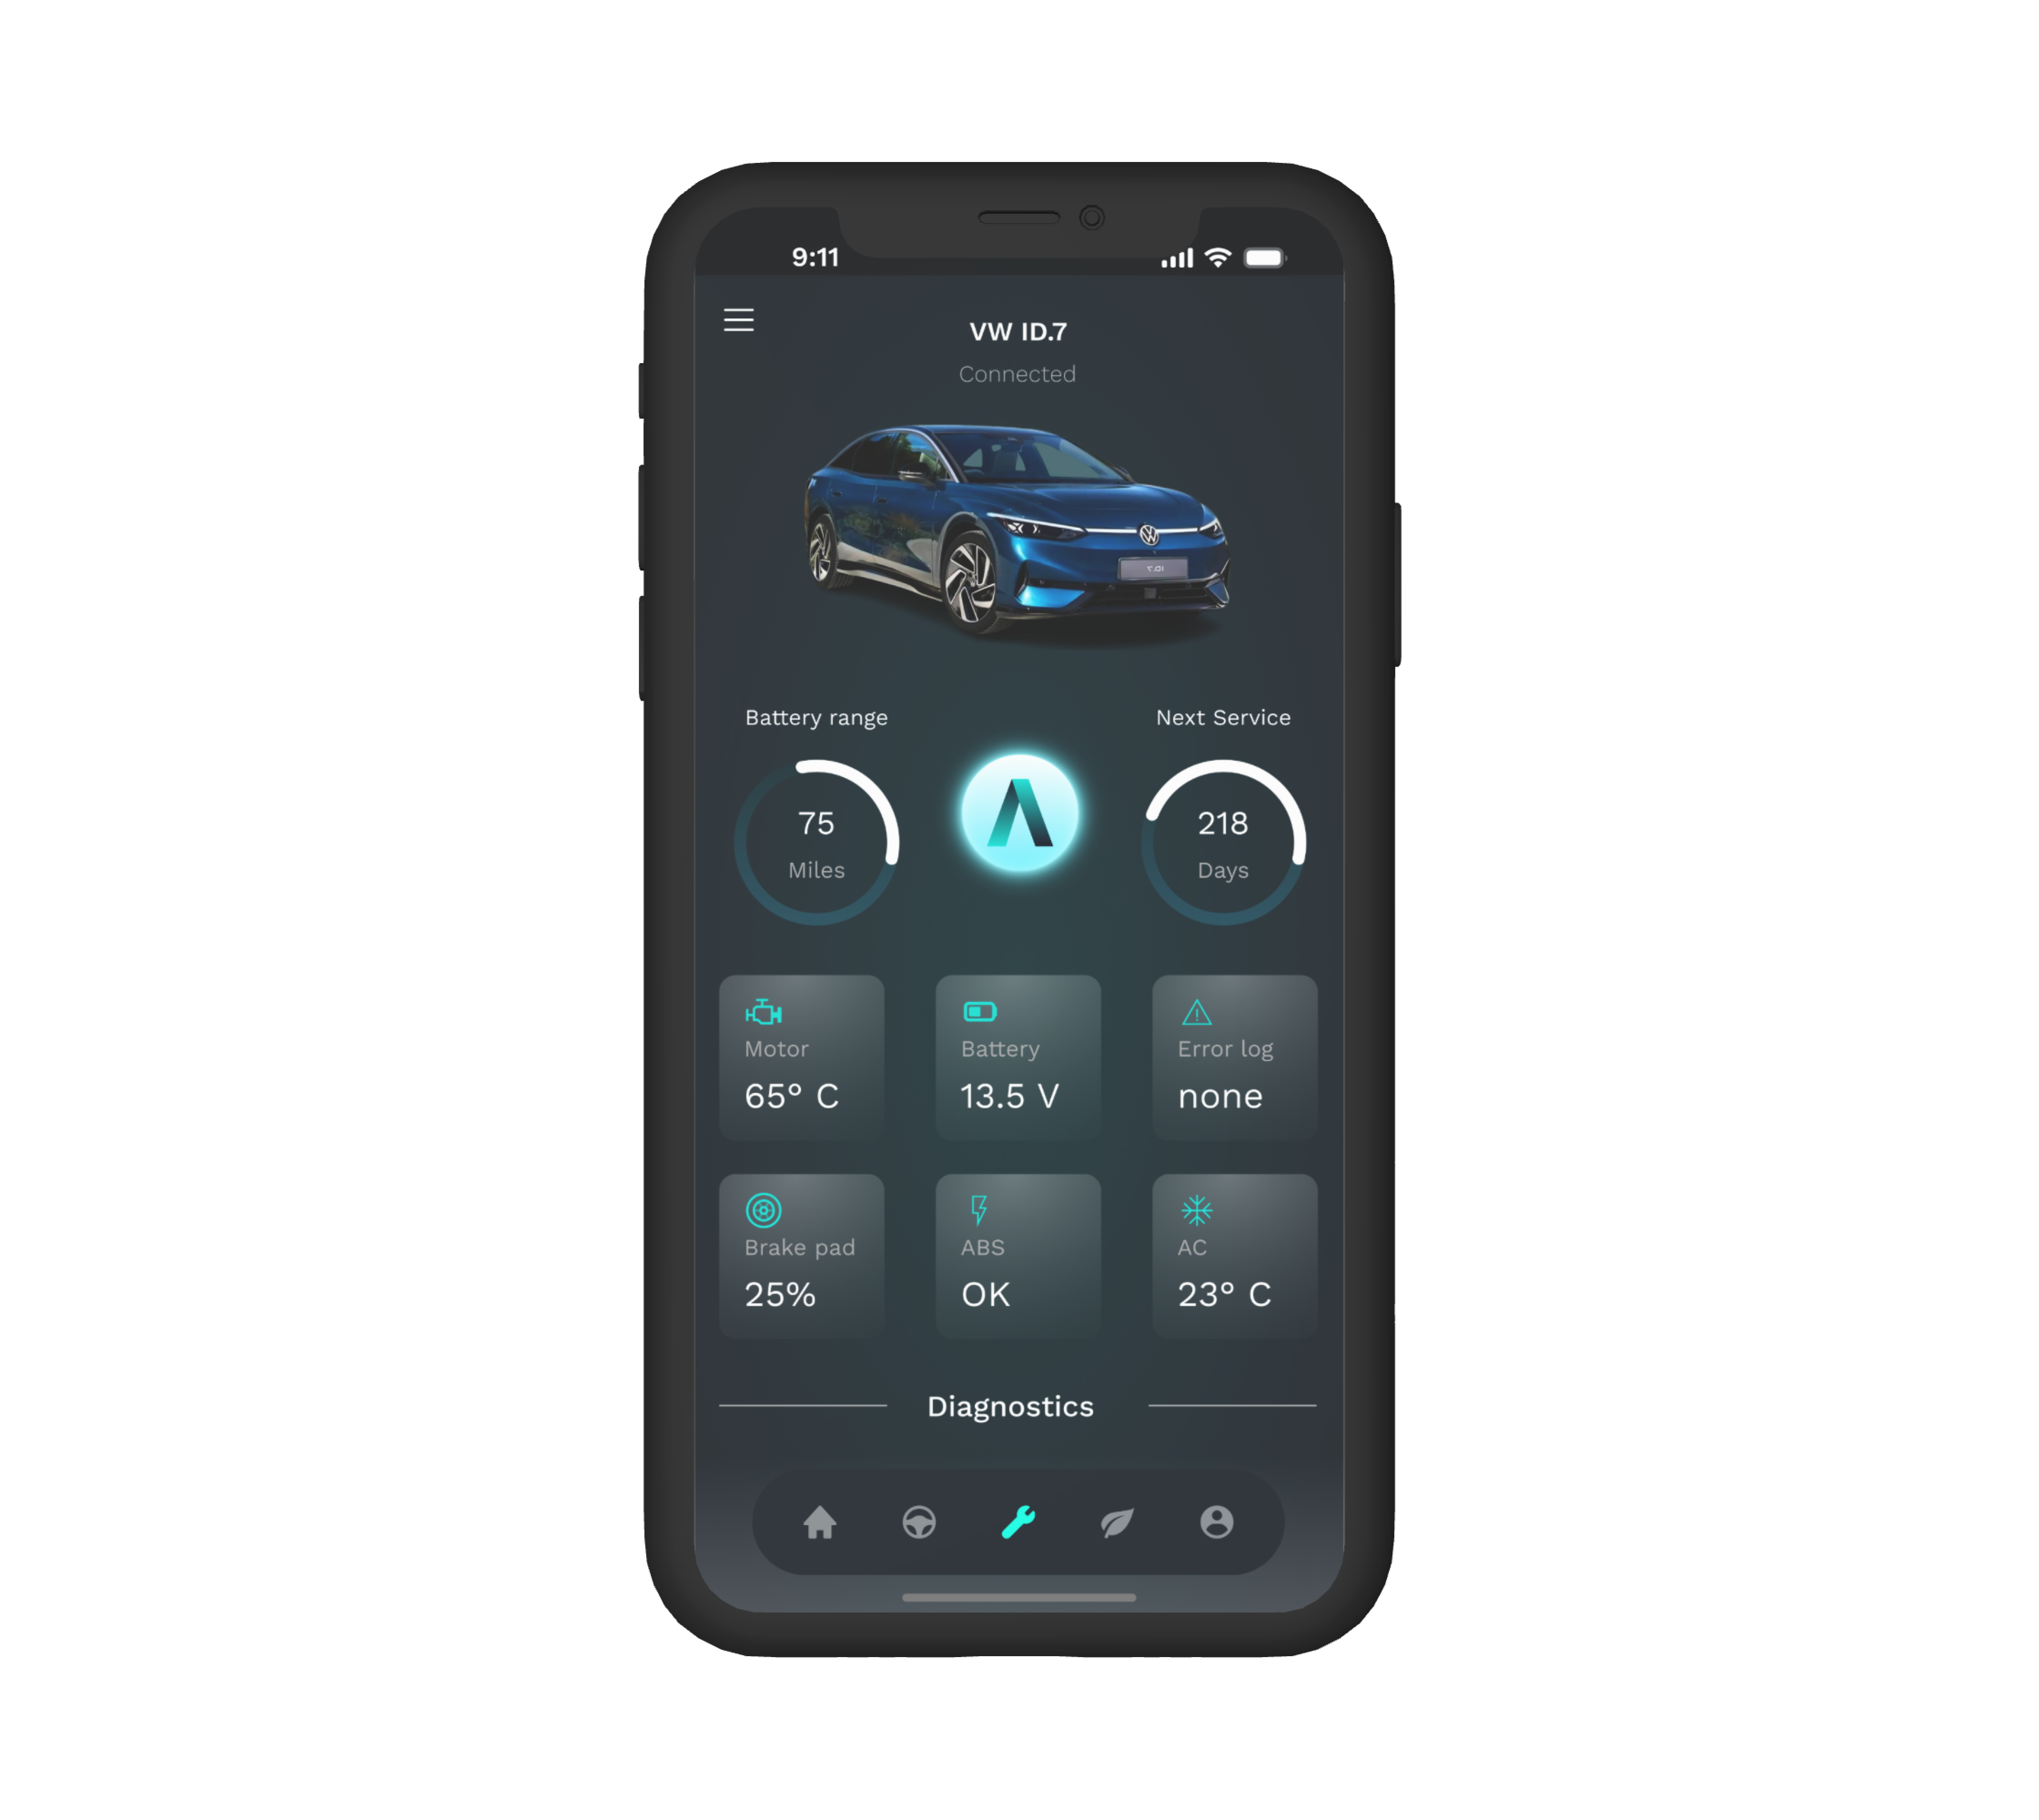 9:11
VW ID.7
Connected
Battery range
Next Service
75
Miles
218
Days
Motor
65° C
Battery
13.5 V
Error log
none
Brake pad
25%
ABS
OK
AC
23° C
Diagnostics